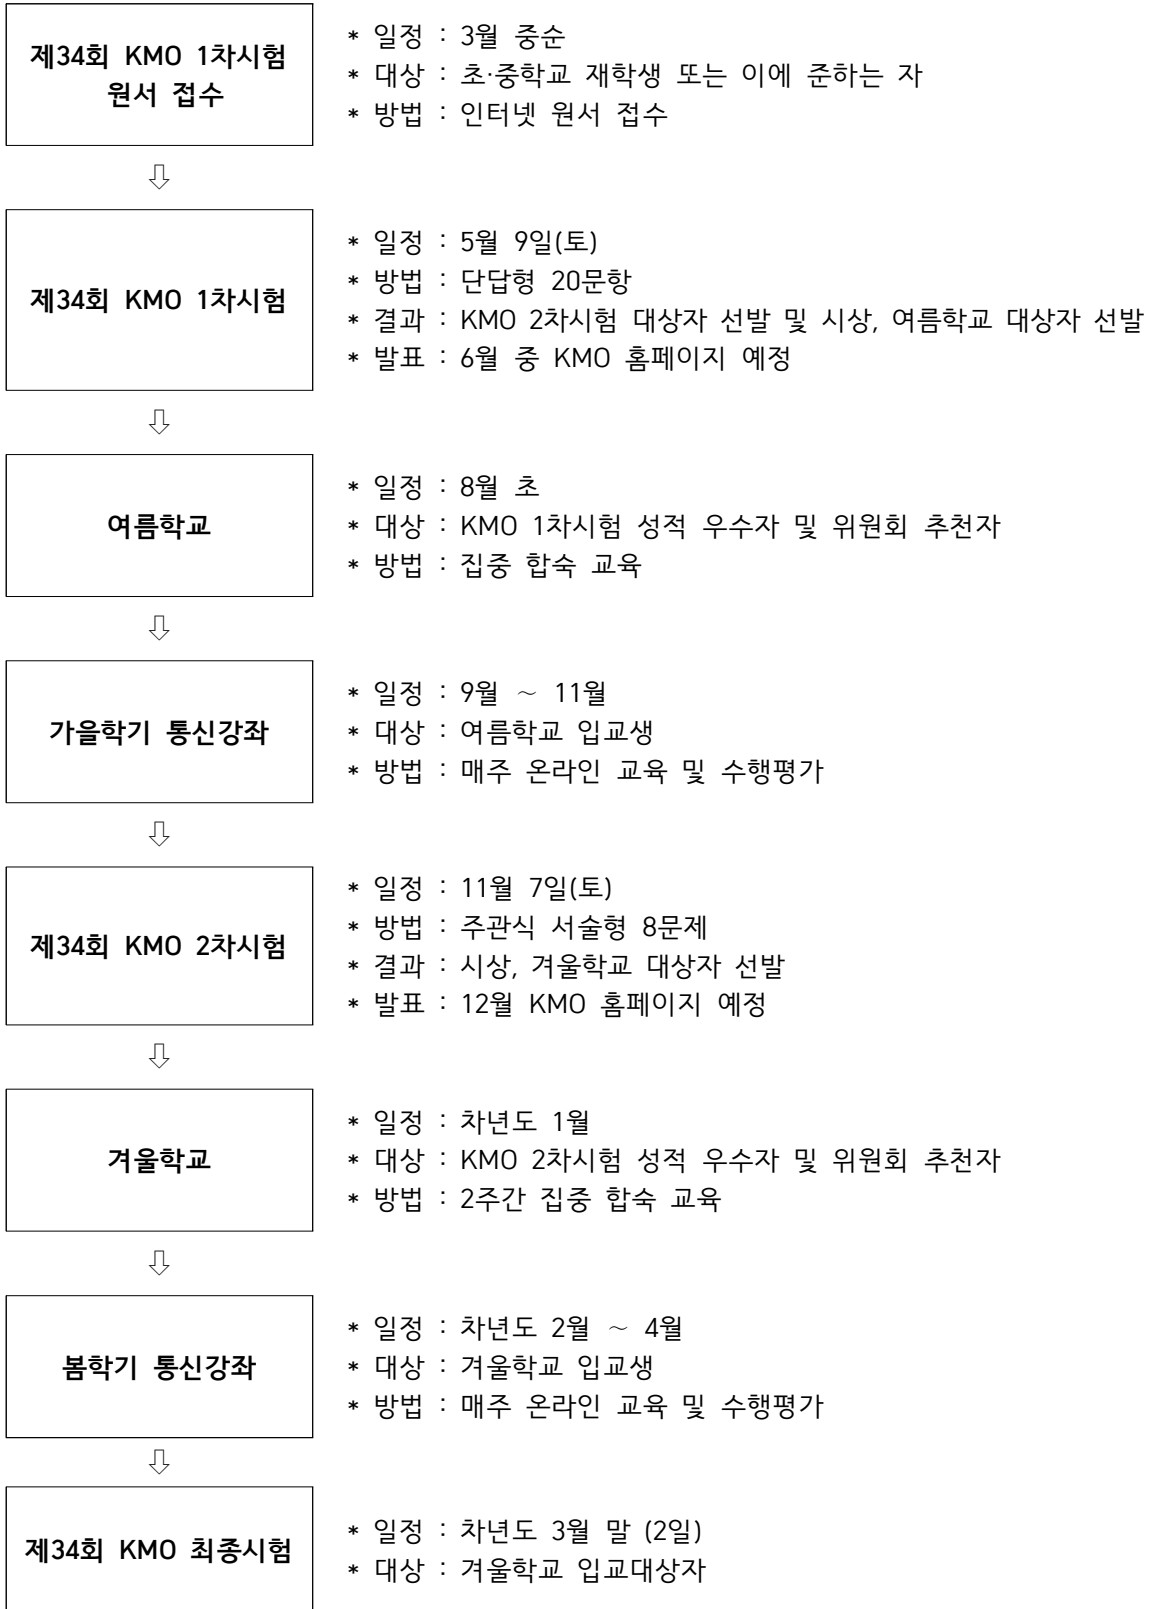 제34회 KMO 1차시험
원서 접수
* 일정 : 3월 중순
* 대상 : 초·중학교 재학생 또는 이에 준하는 자
* 방법 : 인터넷 원서 접수
⇩
제34회 KMO 1차시험
* 일정 : 5월 9일(토)
* 방법 : 단답형 20문항
* 결과 : KMO 2차시험 대상자 선발 및 시상, 여름학교 대상자 선발
* 발표 : 6월 중 KMO 홈페이지 예정
⇩
여름학교
* 일정 : 8월 초
* 대상 : KMO 1차시험 성적 우수자 및 위원회 추천자
* 방법 : 집중 합숙 교육
⇩
가을학기 통신강좌
* 일정 : 9월 ~ 11월
* 대상 : 여름학교 입교생
* 방법 : 매주 온라인 교육 및 수행평가
⇩
제34회 KMO 2차시험
* 일정 : 11월 7일(토)
* 방법 : 주관식 서술형 8문제
* 결과 : 시상, 겨울학교 대상자 선발
* 발표 : 12월 KMO 홈페이지 예정
⇩
겨울학교
* 일정 : 차년도 1월
* 대상 : KMO 2차시험 성적 우수자 및 위원회 추천자
* 방법 : 2주간 집중 합숙 교육
⇩
봄학기 통신강좌
* 일정 : 차년도 2월 ~ 4월
* 대상 : 겨울학교 입교생
* 방법 : 매주 온라인 교육 및 수행평가
⇩
제34회 KMO 최종시험
* 일정 : 차년도 3월 말 (2일)
* 대상 : 겨울학교 입교대상자